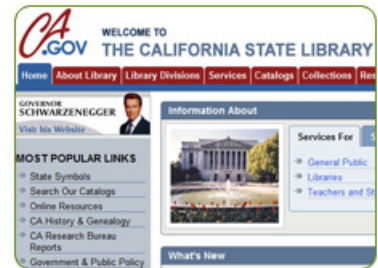 CA
.GOV
WELCOME TO
THE CALIFORNIA STATE LIBRARY
Home About Library Library Divisions Services Catalogs Collections
GOVERNOR
SCHWARZENEGGER
Visit his Website
MOST POPULAR LINKS
State Symbols
Search Our Catalogs
Online Resources
CA History & Genealogy
CA Research Bureau
Reports
Government & Public Policy
Information About
Services For
General Public
Libraries
Teachers and
What's New